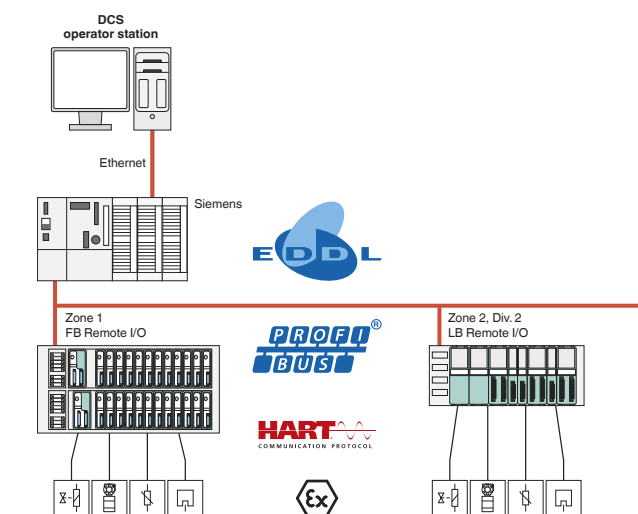 DCS
operator station
Ethernet
Siemens
EDDL
Zone 1
FB Remote I/O
PROFI
BUS
®
Zone 2, Div. 2
LB Remote I/O
HART
COMMUNICATION PROTOCOL
Ex